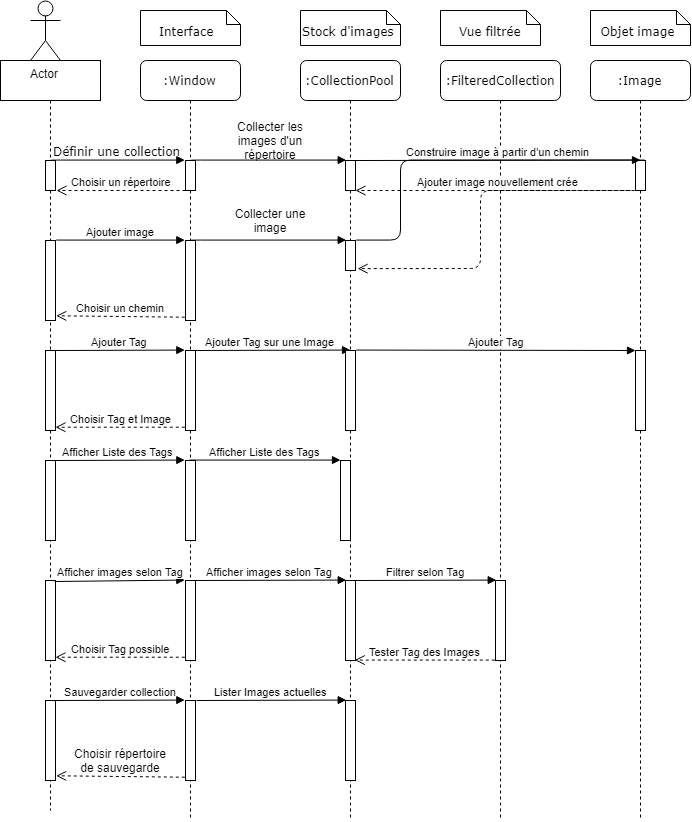 Interface
Stock d'images
Vue filtrée
Objet image
Actor
:Window
:CollectionPool
:FilteredCollection
:Image
Définir une collection
Collecter les
images d'un
répertoire
Construire image à partir d'un chemin
Choisir un répertoire
Ajouter image nouvellement crée
Ajouter image
Collecter une
image
Choisir un chemin
Ajouter Tag
Ajouter Tag sur une Image
Ajouter Tag
Choisir Tag et Image
Afficher Liste des Tags
Afficher Liste des Tags
Afficher images selon Tag
Afficher images selon Tag
Filtrer selon Tag
Choisir Tag possible
Tester Tag des Images
Sauvegarder collection
Lister Images actuelles
Choisir répertoire
de sauvegarde